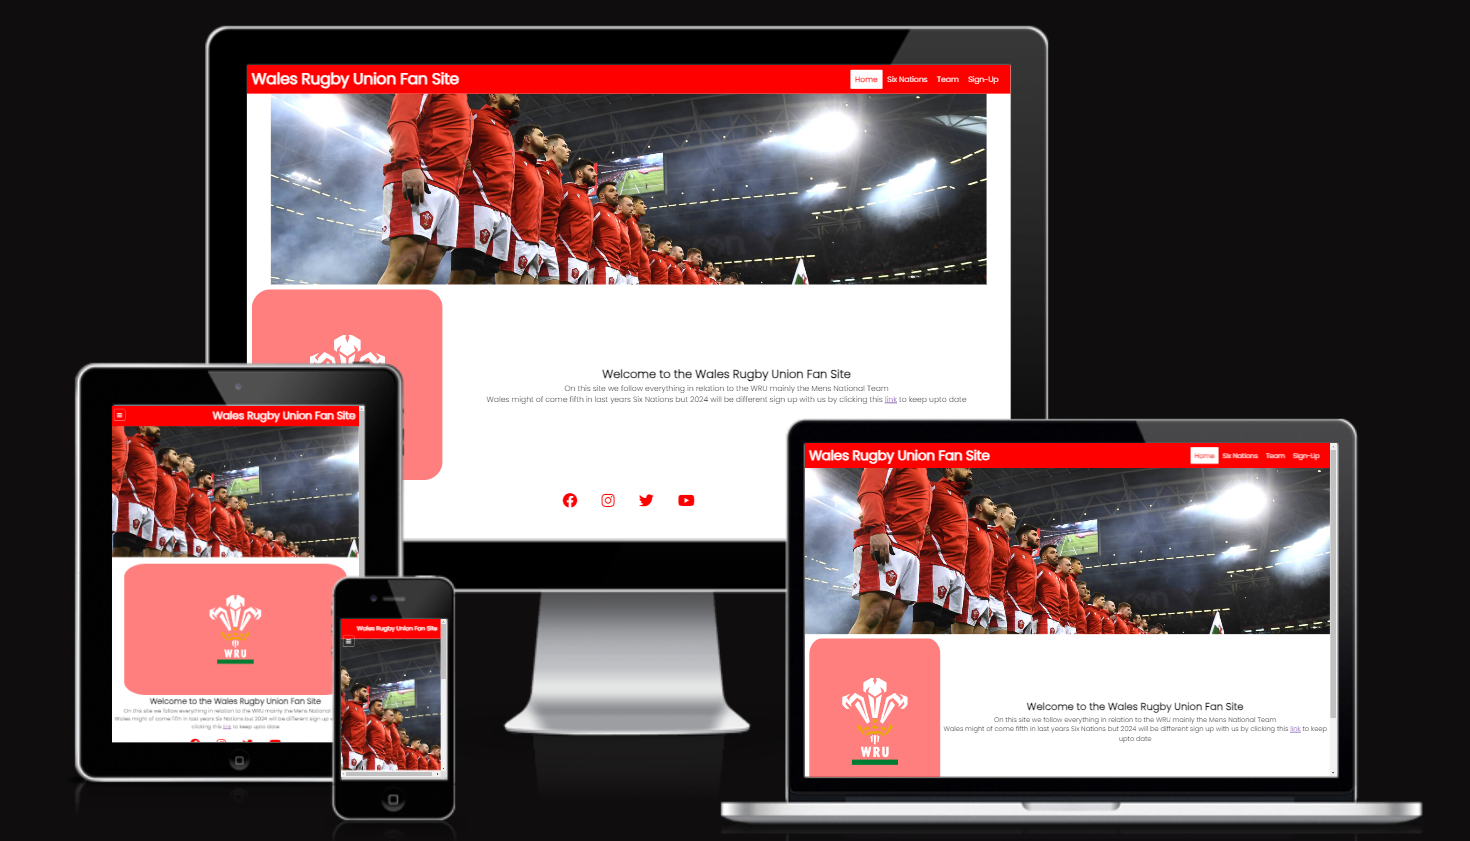 Wales Rugby Union Fan Site
Home Six Nations Team Sign-Up
Welcome to the Wales Rugby Union Fan Site
On this site we follow everything in relation to the WRU mainly the Mens National Team
Wales might of come fifth in last years Six Nations but 2024 will be different sign up with us by clicking this link to keep upto date
Wales Rugby Union Fan Site
WRU
Welcome to the Wales Rugby Union Fan Site
On this site we follow everything in relation to the WRU mainly the Mens National
Wales might of come fifth in last years Six Nations but 2024 will be different sign up
clicking this link to keep upto date
Wales Rugby Union Fan Site
Wales Rugby Union Fan Site
Home Six Nations Team Sign-Up
WRU
Welcome to the Wales Rugby Union Fan Site
On this site we follow everything in relation to the WRU mainly the Mens National Team
Wales might of come fifth in last years Six Nations but 2024 will be different sign up with us by clicking this link to keep
upto date